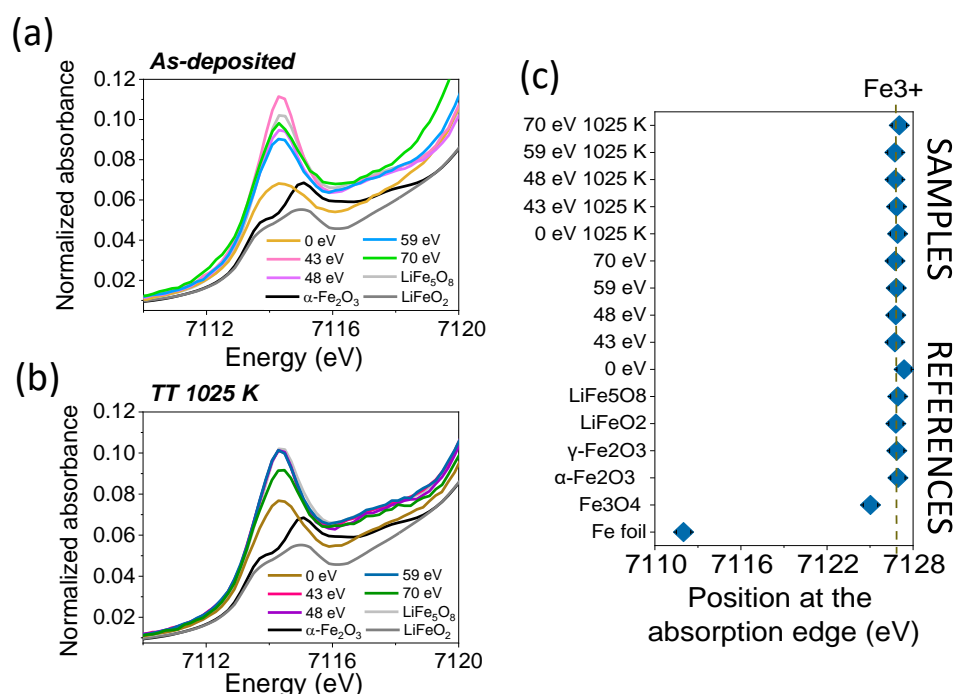 (a)
As-deposited
0.12
0.10
0.08
0.06
0.04
0.02
Normalized absorbance
0 eV
43 eV
48 eV
α-Fe₂O₃
59 eV
70 eV
LiFe₅O₈
LiFeO₂
7112 7116 7120
Energy (eV)
(b)
TT 1025 K
0.12
0.10
0.08
0.06
0.04
0.02
Normalized absorbance
0 eV
43 eV
48 eV
α-Fe₂O₃
59 eV
70 eV
LiFe₅O₈
LiFeO₂
7112 7116 7120
Energy (eV)
(c)
Fe3+
70 eV 1025 K
59 eV 1025 K
48 eV 1025 K
43 eV 1025 K
0 eV 1025 K
70 eV
59 eV
48 eV
43 eV
0 eV
LiFe5O8
LiFeO2
γ-Fe2O3
α-Fe2O3
Fe3O4
Fe foil
SAMPLES
REFERENCES
7110 7116 7122 7128
Position at the
absorption edge (eV)